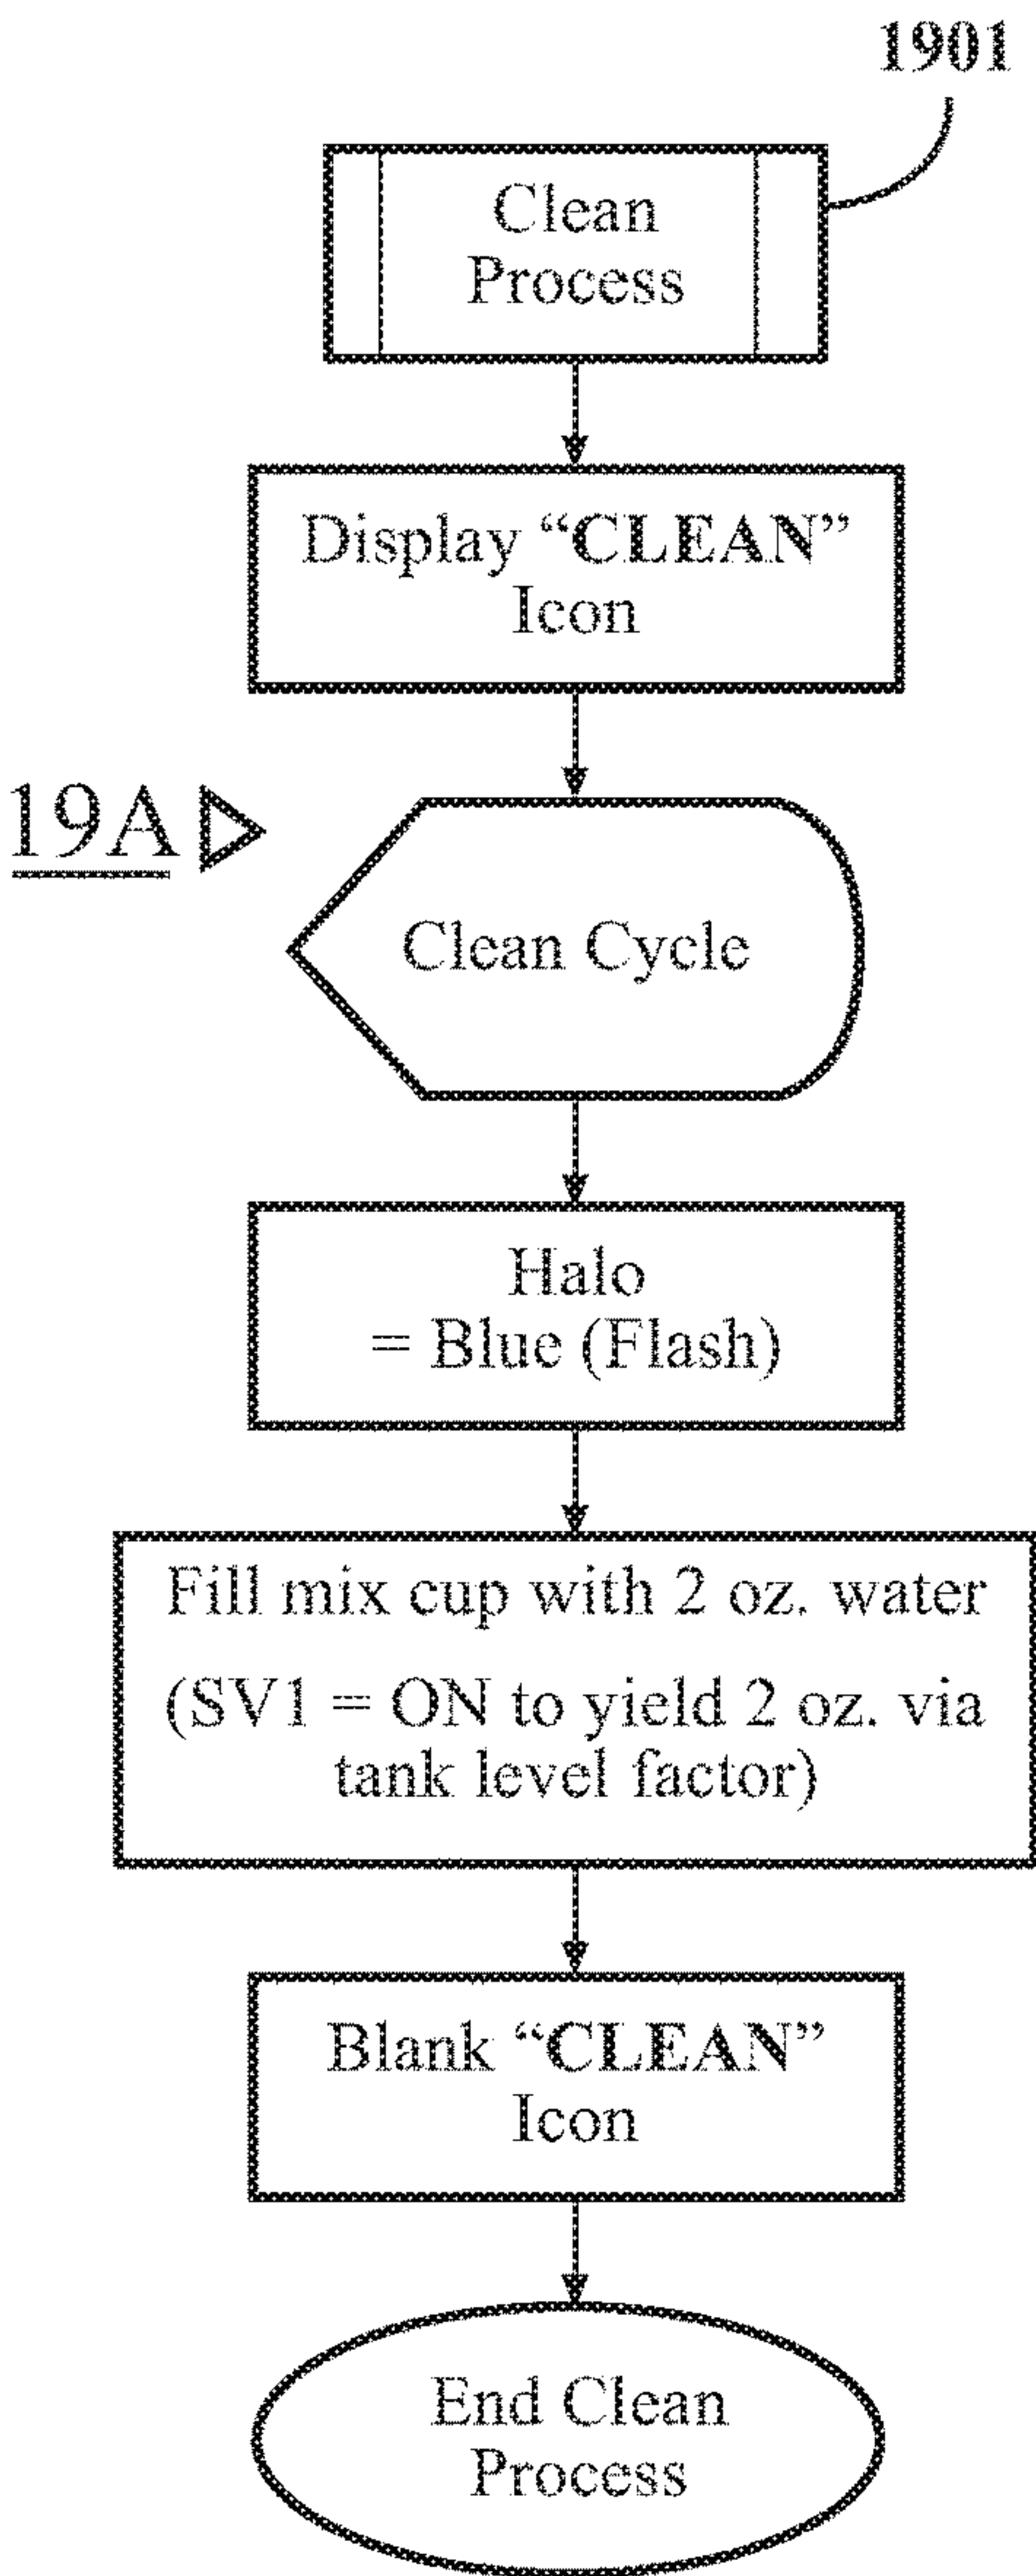 1901
Clean
Process
Display “CLEAN”
Icon
19A
Clean Cycle
Halo
= Blue (Flash)
Fill mix cup with 2 oz. water
(SV1 = ON to yield 2 oz. via
tank level factor)
Blank “CLEAN”
Icon
End Clean
Process